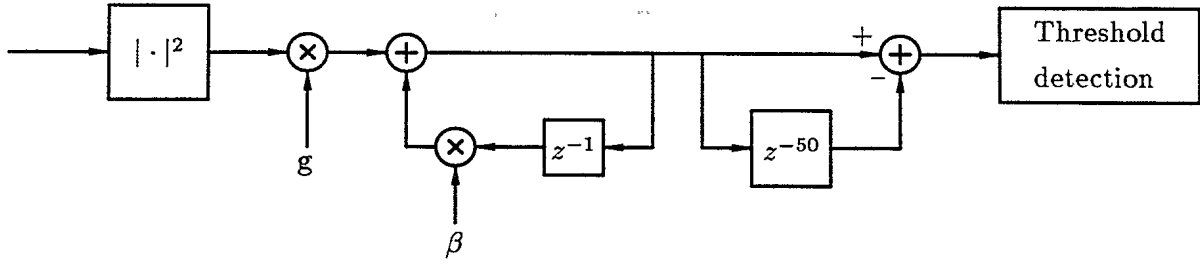 | · |²
g
β
z⁻¹
z⁻⁵⁰
+
−
Threshold
detection